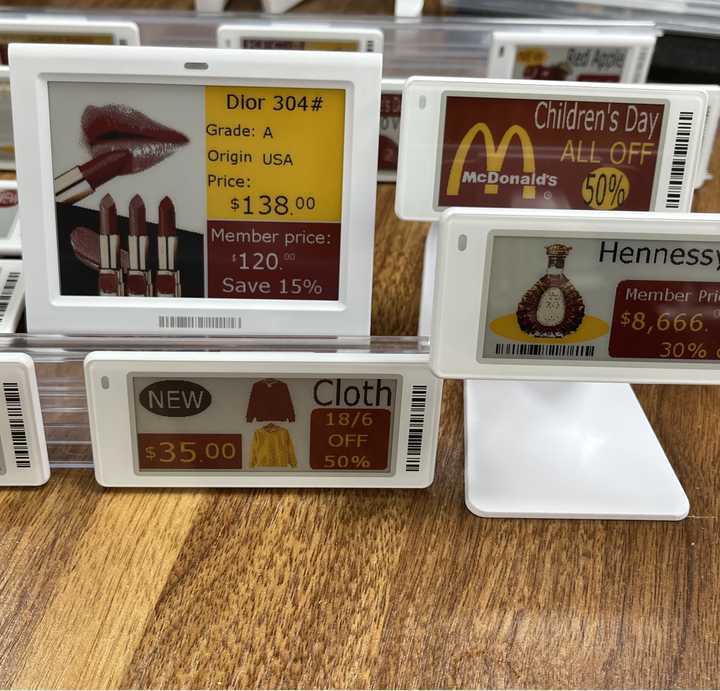 Dior 304#
Grade: A
Origin USA
Price:
$138.00
Member price:
$120.00
Save 15%
Red Apple
Children's Day
ALL OFF
50%
McDonald's
Hennessy
Member Pri
$8,666.
30%
NEW
$35.00
Cloth
18/6
OFF
50%